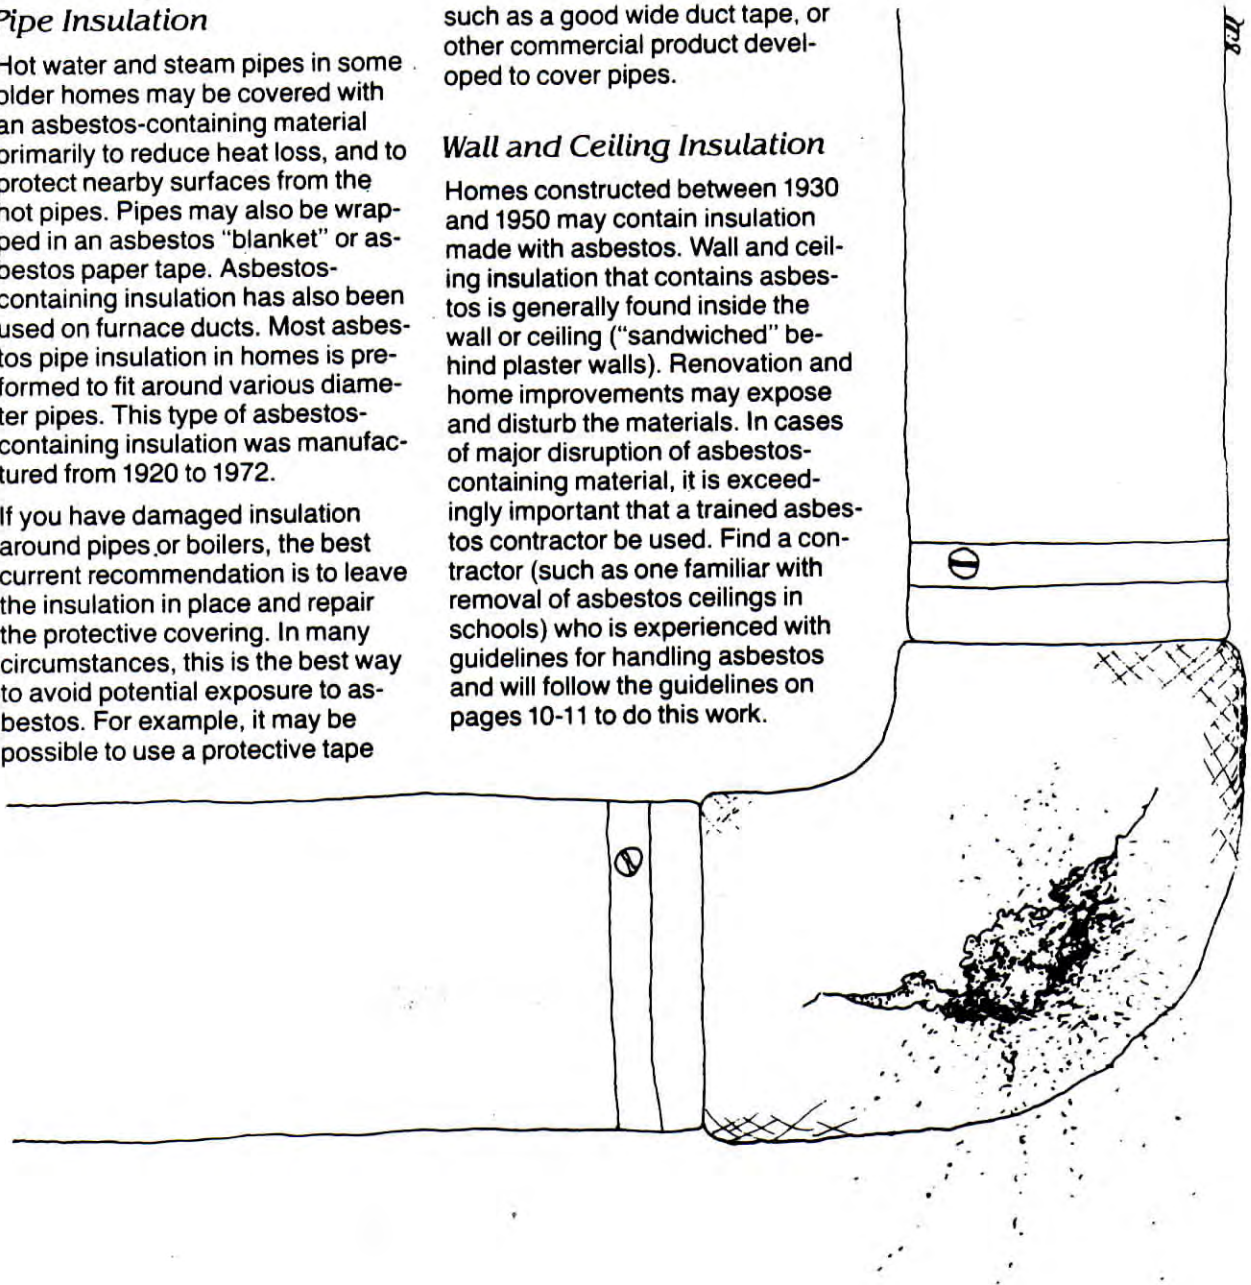 Pipe Insulation
Hot water and steam pipes in some
older homes may be covered with
an asbestos-containing material
primarily to reduce heat loss, and to
protect nearby surfaces from the
hot pipes. Pipes may also be wrap-
ped in an asbestos “blanket” or as-
bestos paper tape. Asbestos-
containing insulation has also been
used on furnace ducts. Most asbes-
tos pipe insulation in homes is pre-
formed to fit around various diame-
ter pipes. This type of asbestos-
containing insulation was manufac-
tured from 1920 to 1972.
If you have damaged insulation
around pipes or boilers, the best
current recommendation is to leave
the insulation in place and repair
the protective covering. In many
circumstances, this is the best way
to avoid potential exposure to as-
bestos. For example, it may be
possible to use a protective tape
such as a good wide duct tape, or
other commercial product devel-
oped to cover pipes.
Wall and Ceiling Insulation
Homes constructed between 1930
and 1950 may contain insulation
made with asbestos. Wall and ceil-
ing insulation that contains asbes-
tos is generally found inside the
wall or ceiling (“sandwiched” be-
hind plaster walls). Renovation and
home improvements may expose
and disturb the materials. In cases
of major disruption of asbestos-
containing material, it is exceed-
ingly important that a trained asbes-
tos contractor be used. Find a con-
tractor (such as one familiar with
removal of asbestos ceilings in
schools) who is experienced with
guidelines for handling asbestos
and will follow the guidelines on
pages 10-11 to do this work.
Bill